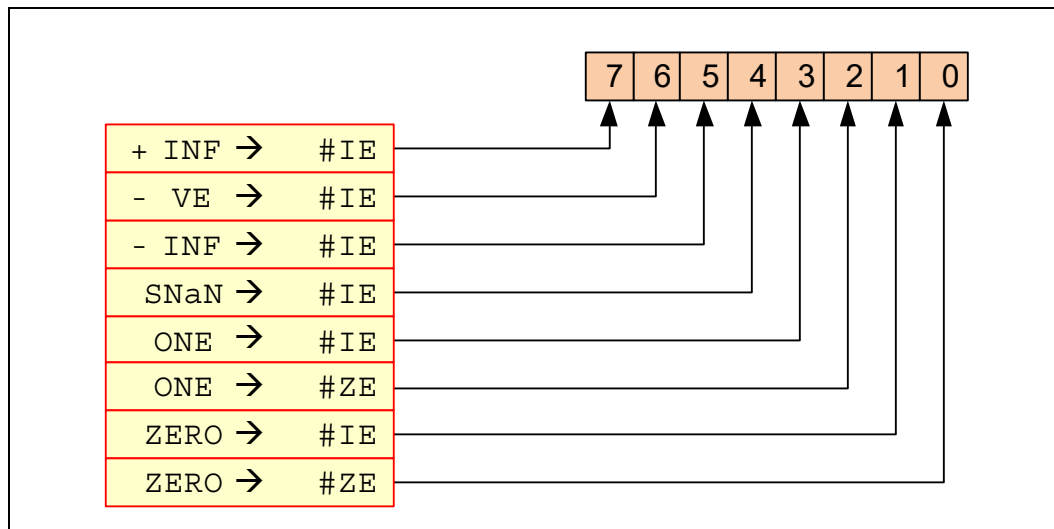 7 6 5 4 3 2 1 0
+ INF → #IE
- VE → #IE
- INF → #IE
SNaN → #IE
ONE → #IE
ONE → #ZE
ZERO → #IE
ZERO → #ZE